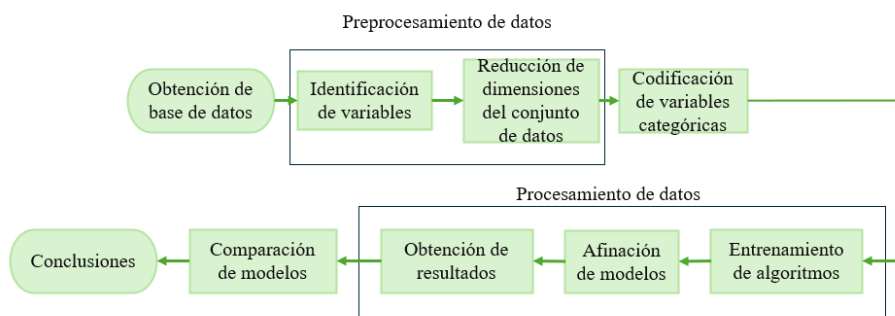 Preprocesamiento de datos
Obtención de
base de datos
Identificación
de variables
Reducción de
dimensiones
del conjunto
de datos
Codificación
de variables
categóricas
Procesamiento de datos
Conclusiones
Comparación
de modelos
Obtención de
resultados
Afinación
de modelos
Entrenamiento
de algoritmos